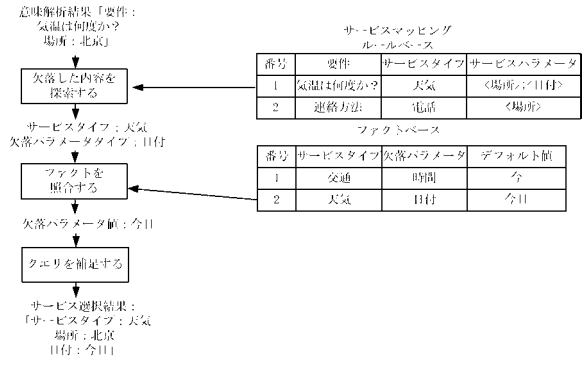 意味解析結果「要件：
気温は何度か?
場所：北京」
欠落した内容を
探索する
サービスタイプ：天気
欠落パラメータタイプ：日付
ファクトを
照合する
欠落パラメータ値：今日
クエリを補足する
サービス選択結果：
「サービスタイプ：天気
場所：北京
日付：今日」
サービスマッピング
ルールベース
番号 要件 サービスタイプ サービスパラメータ
1 気温は何度か? 天気 <場所>;<日付>
2 連絡方法 電話 <場所>
ファクトベース
番号 サービスタイプ 欠落パラメータ デフォルト値
1 交通 時間 今
2 天気 日付 今日